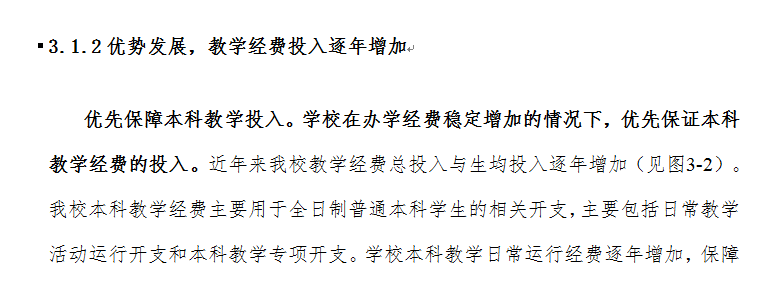 3.1.2优势发展，教学经费投入逐年增加
优先保障本科教学投入。学校在办学经费稳定增加的情况下，优先保证本科
教学经费的投入。近年来我校教学经费总投入与生均投入逐年增加（见图3-2）。
我校本科教学经费主要用于全日制普通本科学生的相关开支，主要包括日常教学
活动运行开支和本科教学专项开支。学校本科教学日常运行经费逐年增加，保障